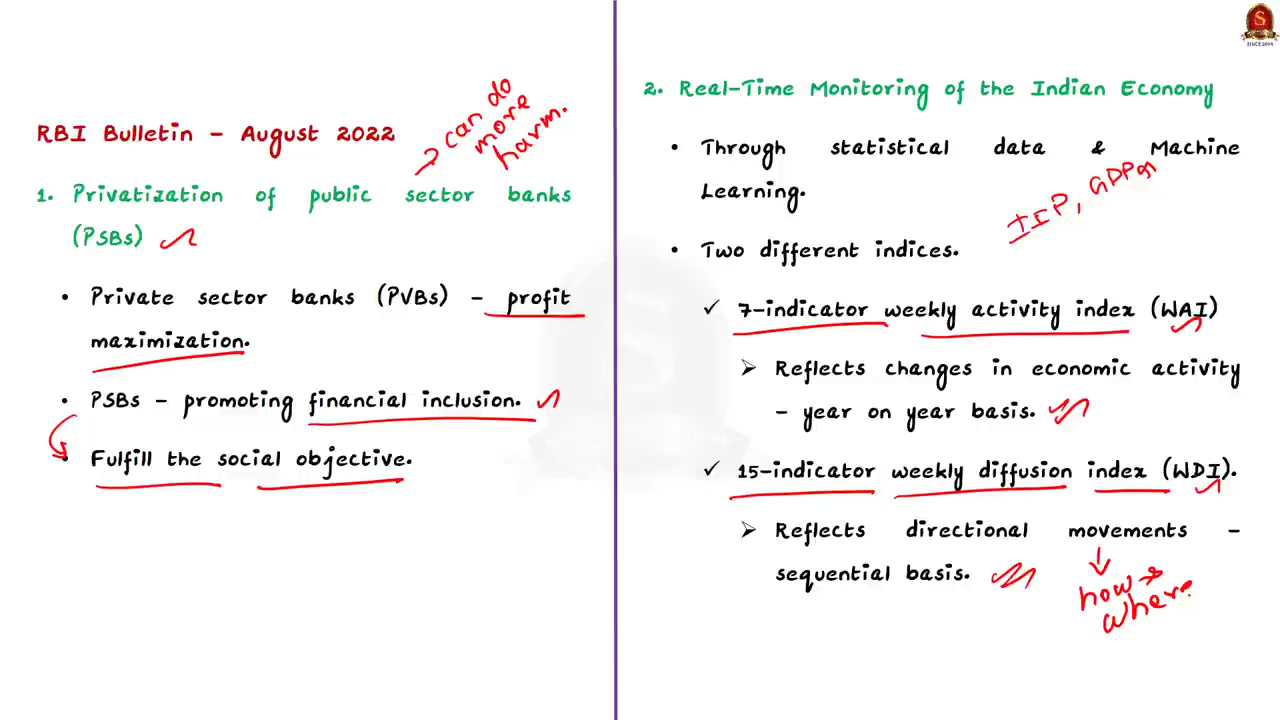 RBI Bulletin - August 2022
can do
more
harm.
1. Privatization of public sector banks
(PSBs)
• Private sector banks (PVBs) - profit
maximization.
• PSBs - promoting financial inclusion.
• Fulfill the social objective.
2. Real-Time Monitoring of the Indian Economy
• Through statistical data & Machine
Learning.
IIP, GDP
• Two different indices.
✓ 7-indicator weekly activity index (WAI)
➤ Reflects changes in economic activity
- year on year basis.
✓ 15-indicator weekly diffusion index (WDI).
➤ Reflects directional movements -
sequential basis.
how &
where
S
SINCE 2004